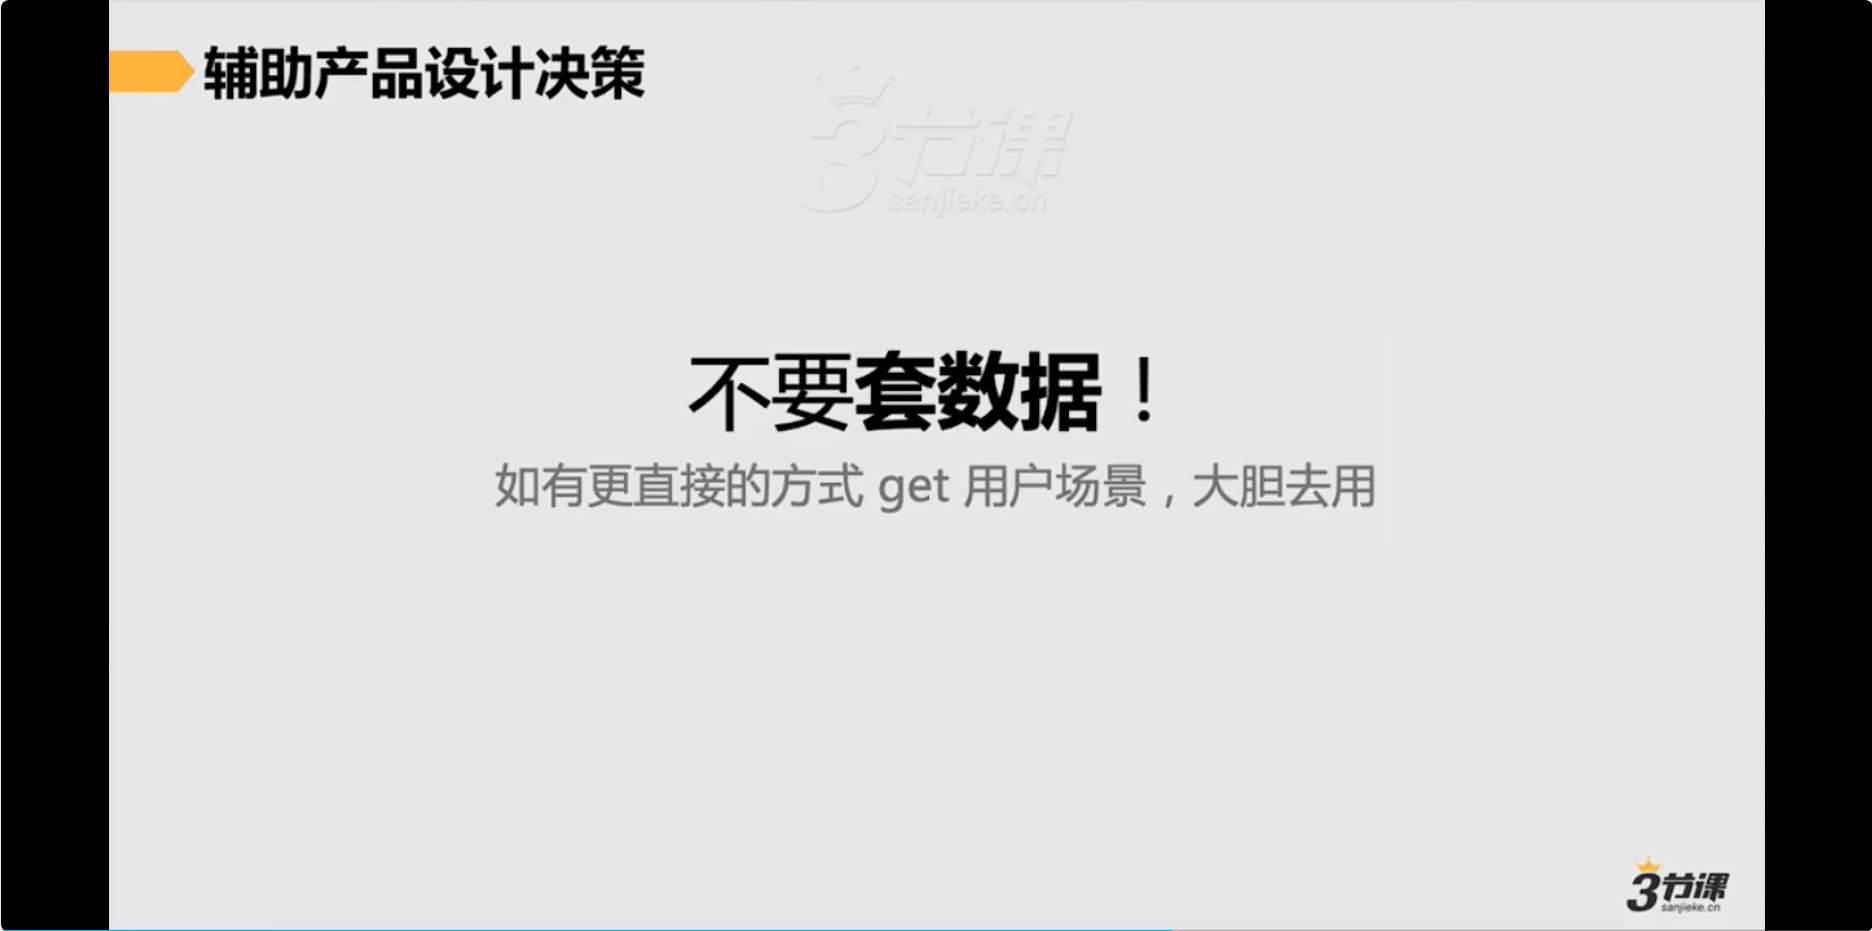 辅助产品设计决策
3节课
sanjieke.cn
不要套数据！
如有更直接的方式 get 用户场景，大胆去用
3节课
sanjieke.cn